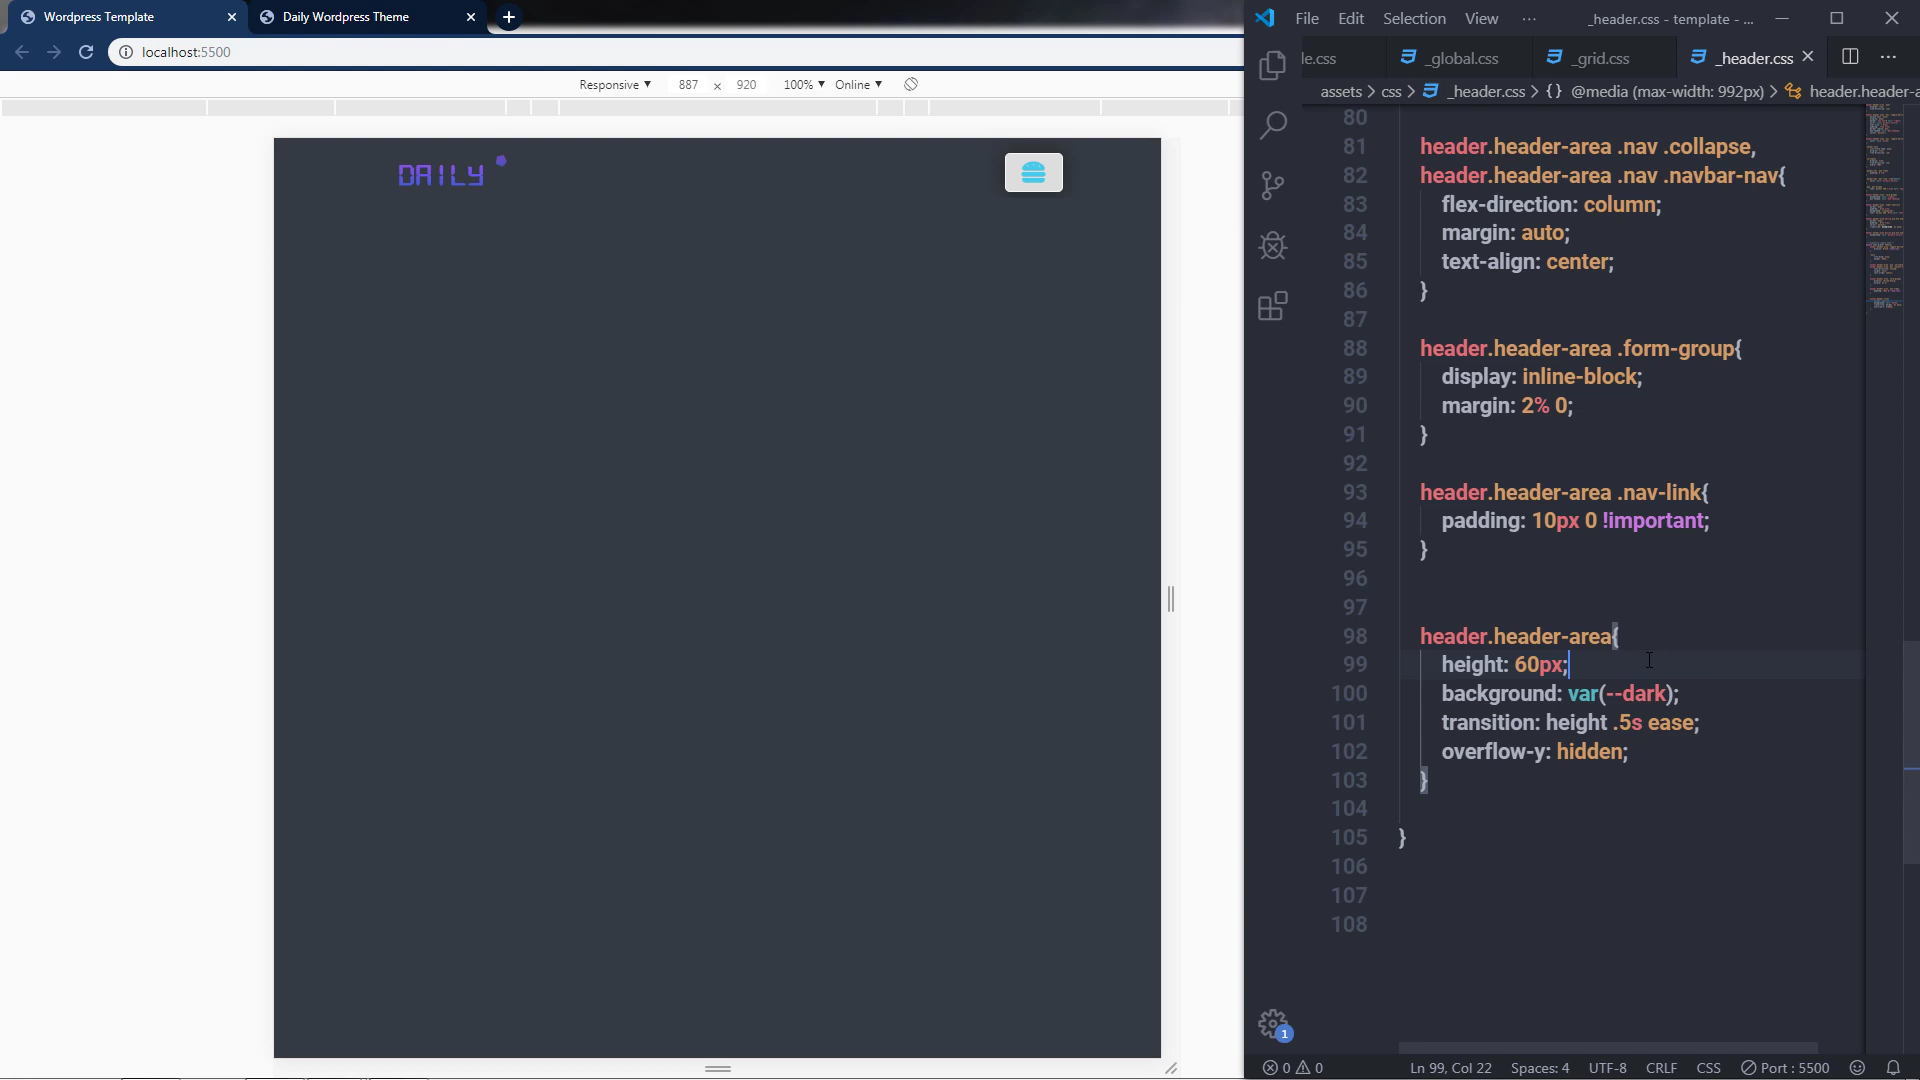 Wordpress Template
Daily Wordpress Theme
localhost:5500
Responsive
887 x 920
100%
Online
DAILY
File Edit Selection View ···
_header.css - template - ...
le.css
_global.css
_grid.css
_header.css
assets > css > _header.css > {} @media (max-width: 992px) > header.header-a
80
81 header.header-area .nav .collapse,
82 header.header-area .nav .navbar-nav{
83 flex-direction: column;
84 margin: auto;
85 text-align: center;
86 }
87
88 header.header-area .form-group{
89 display: inline-block;
90 margin: 2% 0;
91 }
92
93 header.header-area .nav-link{
94 padding: 10px 0 !important;
95 }
96
97
98 header.header-area{
99 height: 60px;
100 background: var(--dark);
101 transition: height .5s ease;
102 overflow-y: hidden;
103 }
104
105 }
106
107
108
1
0 0
Ln 99, Col 22
Spaces: 4
UTF-8
CRLF
CSS
Port : 5500